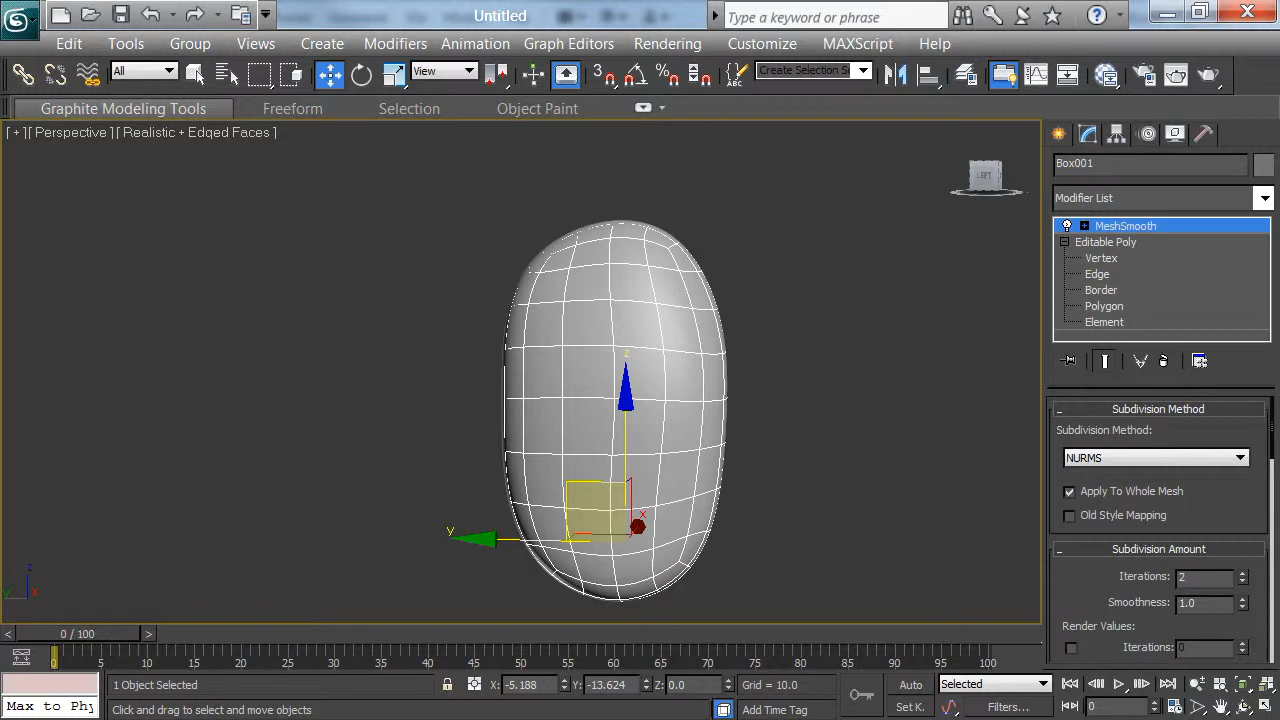 Untitled
Type a keyword or phrase
Edit Tools Group Views Create Modifiers Animation Graph Editors Rendering Customize MAXScript Help
All View 3 Create Selection S
Graphite Modeling Tools Freeform Selection Object Paint
[ + ][ Perspective ][ Realistic + Edged Faces ]
LEFT
Box001
Modifier List
MeshSmooth
Editable Poly
Vertex
Edge
Border
Polygon
Element
z
y
x
Subdivision Method
Subdivision Method:
NURMS
Apply To Whole Mesh
Old Style Mapping
Subdivision Amount
Iterations: 2
Smoothness: 1.0
Render Values:
Iterations: 0
z
y x
< 0 / 100 >
0 5 10 15 20 25 30 35 40 45 50 55 60 65 70 75 80 85 90 95 100
1 Object Selected X: -5.188 Y: -13.624 Z: 0.0 Grid = 10.0 Auto Selected
Max to Phy Click and drag to select and move objects Add Time Tag Set K. Filters... 0